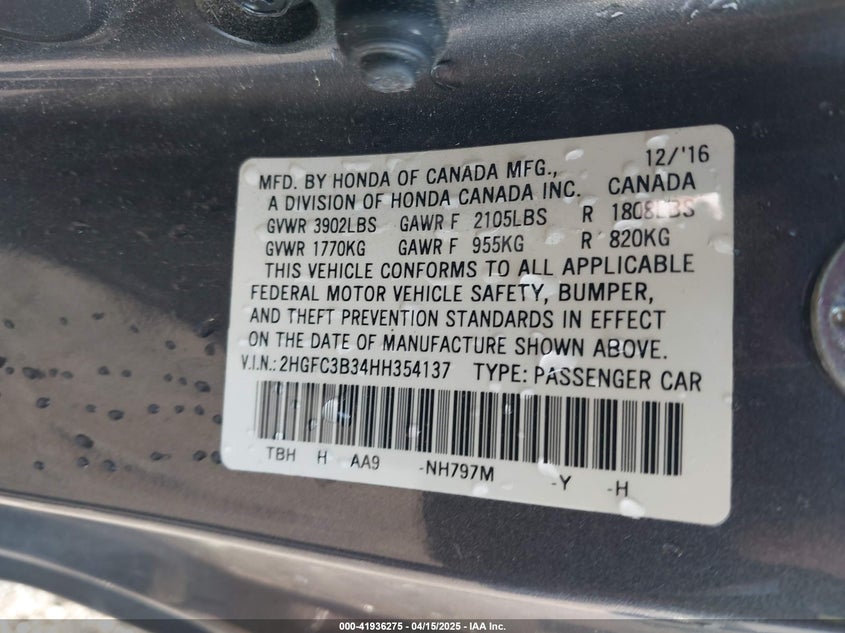 12/'16
MFD. BY HONDA OF CANADA MFG.,
A DIVISION OF HONDA CANADA INC. CANADA
GVWR 3902LBS GAWR F 2105LBS R 1808LBS
GVWR 1770KG GAWR F 955KG R 820KG
THIS VEHICLE CONFORMS TO ALL APPLICABLE
FEDERAL MOTOR VEHICLE SAFETY, BUMPER,
AND THEFT PREVENTION STANDARDS IN EFFECT
ON THE DATE OF MANUFACTURE SHOWN ABOVE.
V.I.N.: 2HGFC3B34HH354137 TYPE: PASSENGER CAR
TBH H AA9 -NH797M -Y -H
000-41936275 - 04/15/2025 - IAA Inc.